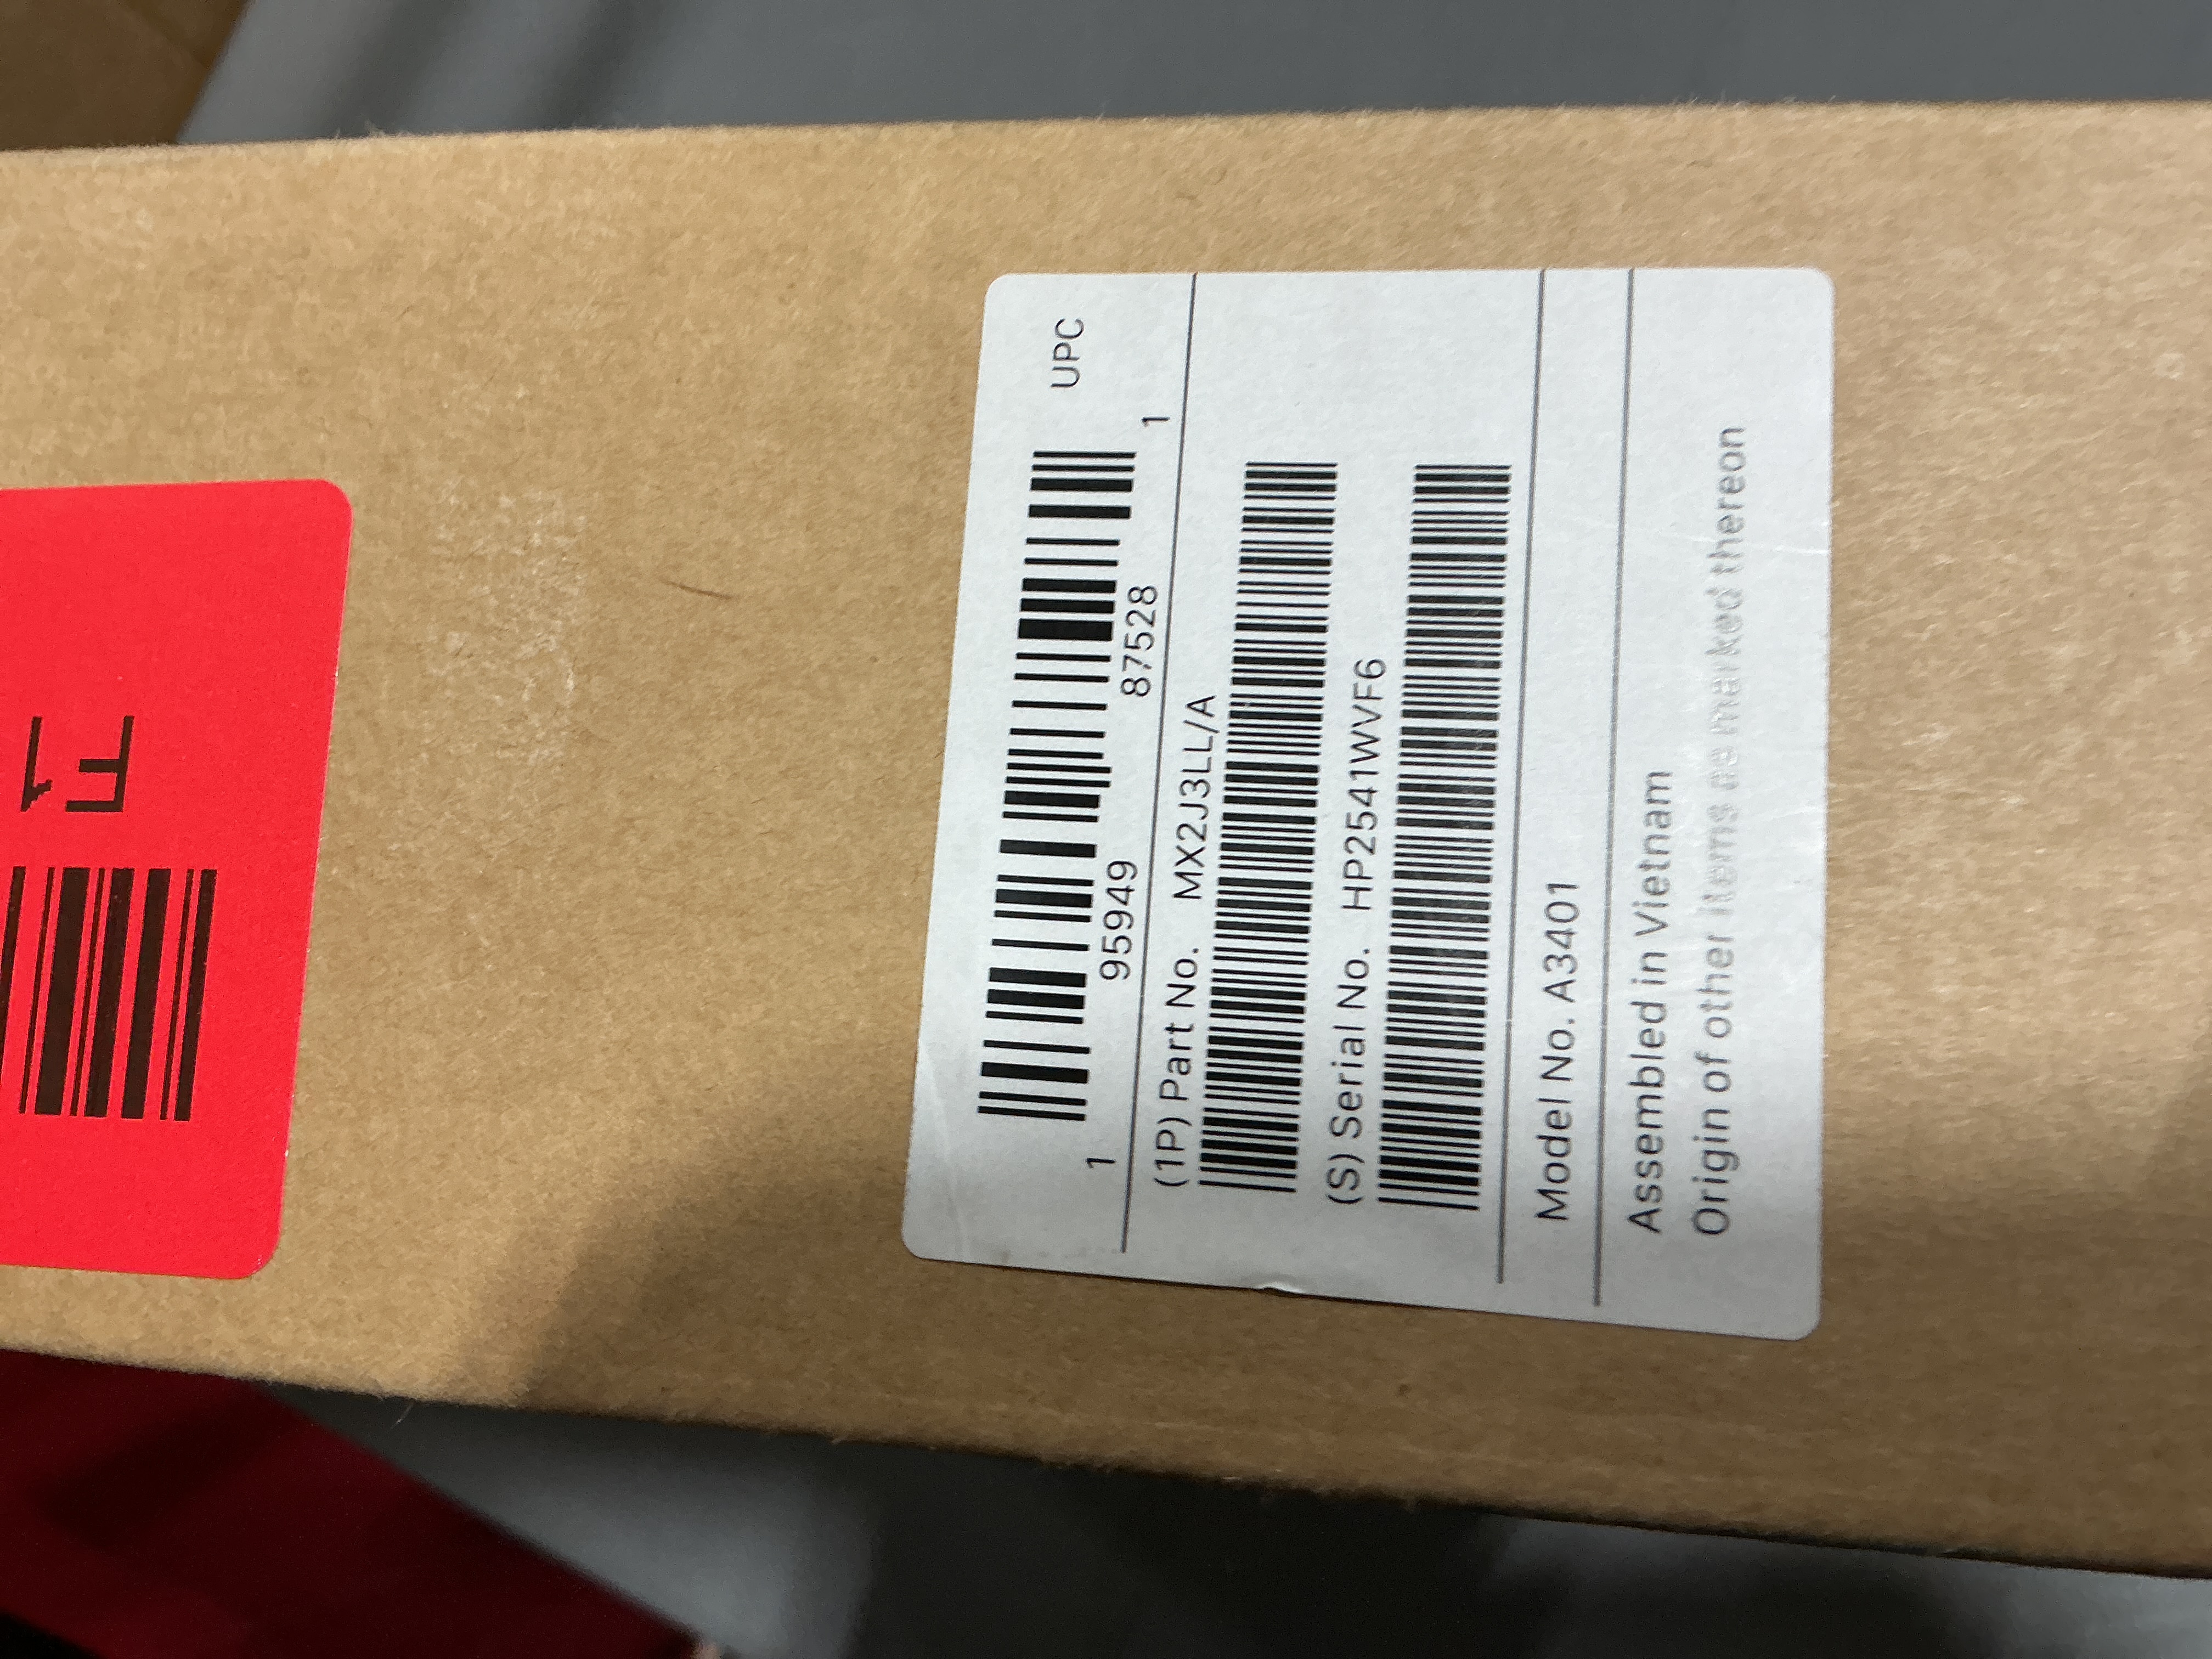 UPC
1 95949 87528 1
(1P) Part No. MX2J3LL/A
(S) Serial No. HP2541WVF6
Model No. A3401
Assembled in Vietnam
Origin of other items as marked thereon
F1